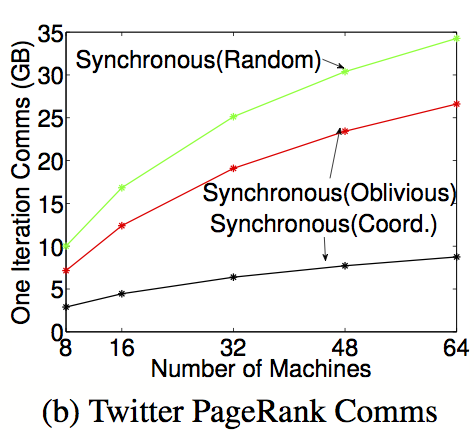 35
30
25
20
15
10
5
0
One Iteration Comms (GB)
Synchronous(Random)
Synchronous(Oblivious)
Synchronous(Coord.)
8 16 32 48 64
Number of Machines
(b) Twitter PageRank Comms